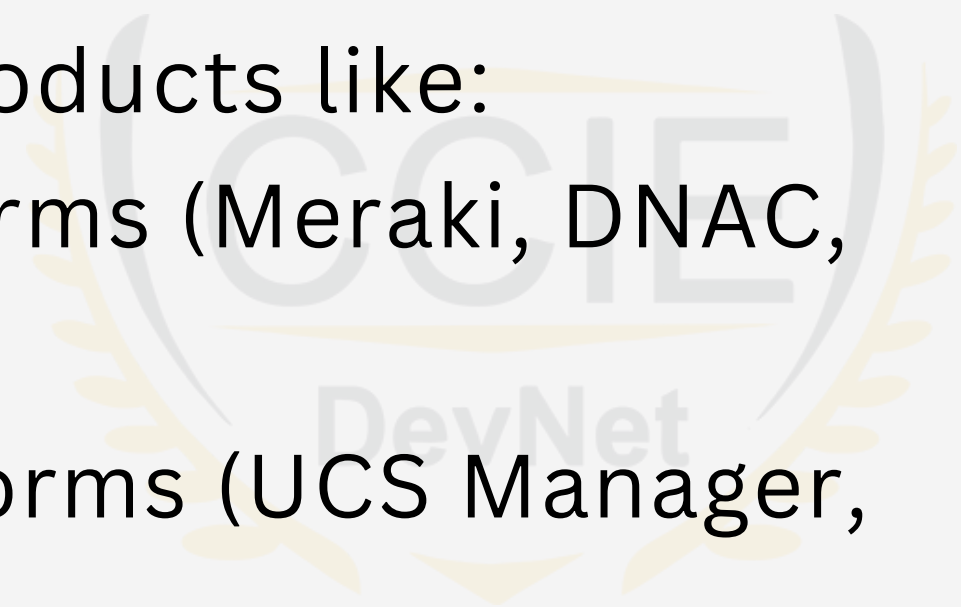 oducts like:
rms (Meraki, DNAC,
orms (UCS Manager,
CCIE
DevNet